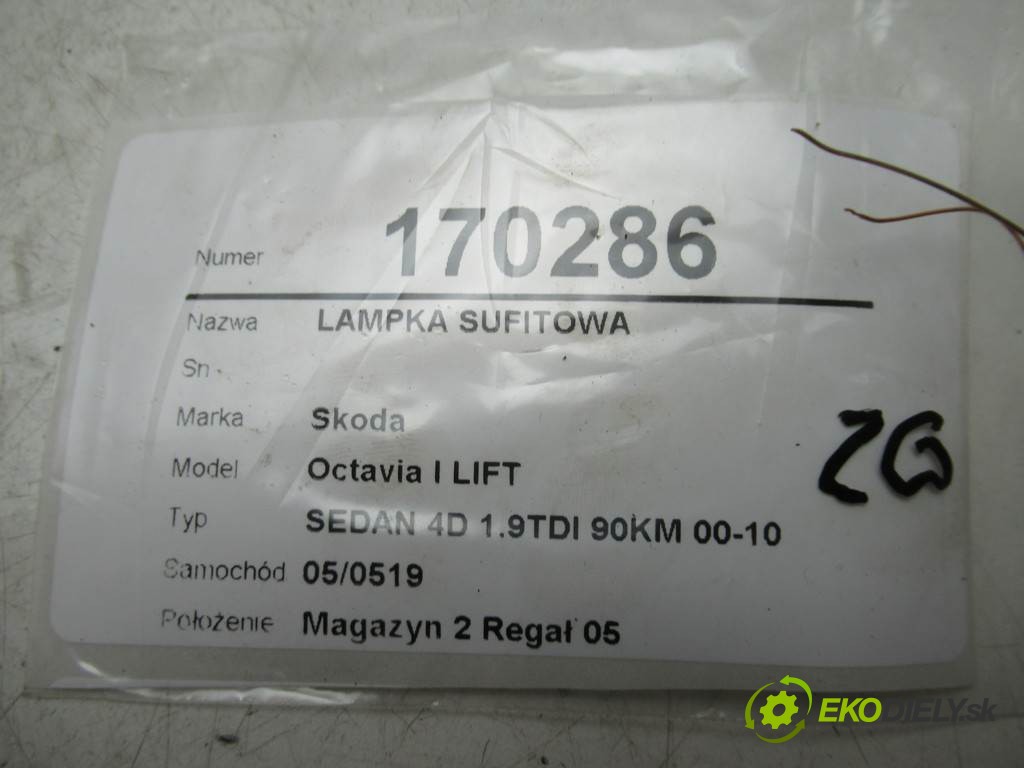 Numer 170286
Nazwa LAMPKA SUFITOWA
Sn
Marka Skoda
Model Octavia I LIFT
Typ SEDAN 4D 1.9TDI 90KM 00-10
Samochód 05/0519
Położenie Magazyn 2 Regał 05
ZG
EKODIELY.sk